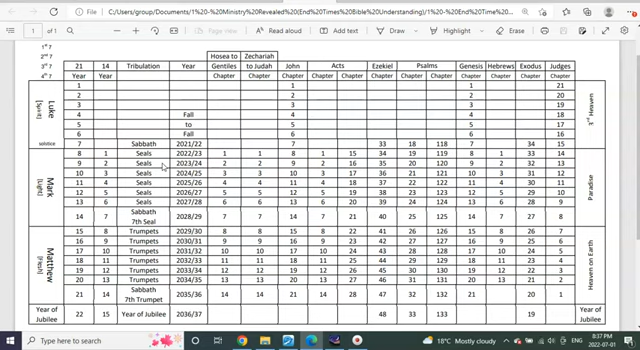 File | C:/Users/group/Documents/1%20-%20Ministry%20Revealed%20(End%20Times%20Bible%20Understanding)/1%20-%20End%20Time%20of%20
1 of 1
Draw Highlight Erase
1ˢᵗ 7
2ⁿᵈ 7 Hosea to Zechariah
3ʳᵈ 7 21 14 Tribulation Year Gentiles to Judah John Acts Ezekiel Psalms Genesis Hebrews Exodus Judges
4ᵗʰ 7 Year Year Chapter Chapter Chapter Chapter Chapter Chapter Chapter Chapter Chapter Chapter
Luke
3ʳᵈ Heaven
1 1 1 21
2 2 2 20
3 3 3 19
4 Fall 4 4 18
5 to 5 5 17
6 Fall 6 6 16
solstice 7 Sabbath 2021/22 7 33 18 118 7 34 15
Mark
(Light)
Paradise
8 1 Seals 2022/23 1 1 8 1 15 34 19 119 8 1 33 14
9 2 Seals 2023/24 2 2 9 2 16 35 20 120 9 2 32 13
10 3 Seals 2024/25 3 3 10 3 17 36 21 121 10 3 31 12
11 4 Seals 2025/26 4 4 11 4 18 37 22 122 11 4 30 11
12 5 Seals 2026/27 5 5 12 5 19 38 23 123 12 5 29 10
13 6 Seals 2027/28 6 6 13 6 20 39 24 124 13 6 28 9
14 7 Sabbath 2028/29 7 7 14 7 21 40 25 125 14 7 27 8
7th Seal
Matthew
Heaven on Earth
15 8 Trumpets 2029/30 8 8 15 8 22 41 26 126 15 8 26 7
16 9 Trumpets 2030/31 9 9 16 9 23 42 27 127 16 9 25 6
17 10 Trumpets 2031/32 10 10 17 10 24 43 28 128 17 10 24 5
18 11 Trumpets 2032/33 11 11 18 11 25 44 29 129 18 11 23 4
19 12 Trumpets 2033/34 12 12 19 12 26 45 30 130 19 12 22 3
20 13 Trumpets 2034/35 13 13 20 13 27 46 31 131 20 13 21 2
21 14 Sabbath 2035/36 14 14 21 14 28 47 32 132 21 20 1
7th Trumpet
Year of Jubilee 22 15 Year of Jubilee 2036/37 48 33 133 19 Year of Jubilee
18°C Mostly cloudy
8:37 PM
2022-07-01